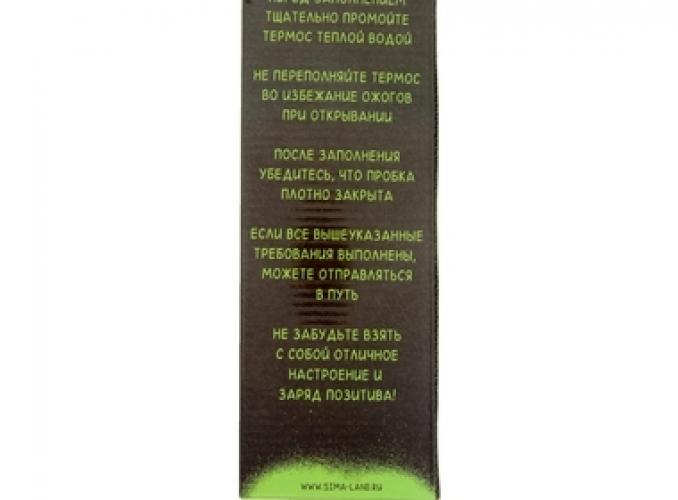 ПЕРЕД ЗАПОЛНЕНИЕМ
ТЩАТЕЛЬНО ПРОМОЙТЕ
ТЕРМОС ТЕПЛОЙ ВОДОЙ
НЕ ПЕРЕПОЛНЯЙТЕ ТЕРМОС
ВО ИЗБЕЖАНИЕ ОЖОГОВ
ПРИ ОТКРЫВАНИИ
ПОСЛЕ ЗАПОЛНЕНИЯ
УБЕДИТЕСЬ, ЧТО ПРОБКА
ПЛОТНО ЗАКРЫТА
ЕСЛИ ВСЕ ВЫШЕУКАЗАННЫЕ
ТРЕБОВАНИЯ ВЫПОЛНЕНЫ,
МОЖЕТЕ ОТПРАВЛЯТЬСЯ
В ПУТЬ
НЕ ЗАБУДЬТЕ ВЗЯТЬ
С СОБОЙ ОТЛИЧНОЕ
НАСТРОЕНИЕ И
ЗАРЯД ПОЗИТИВА!
WWW.SIMA-LAND.RU